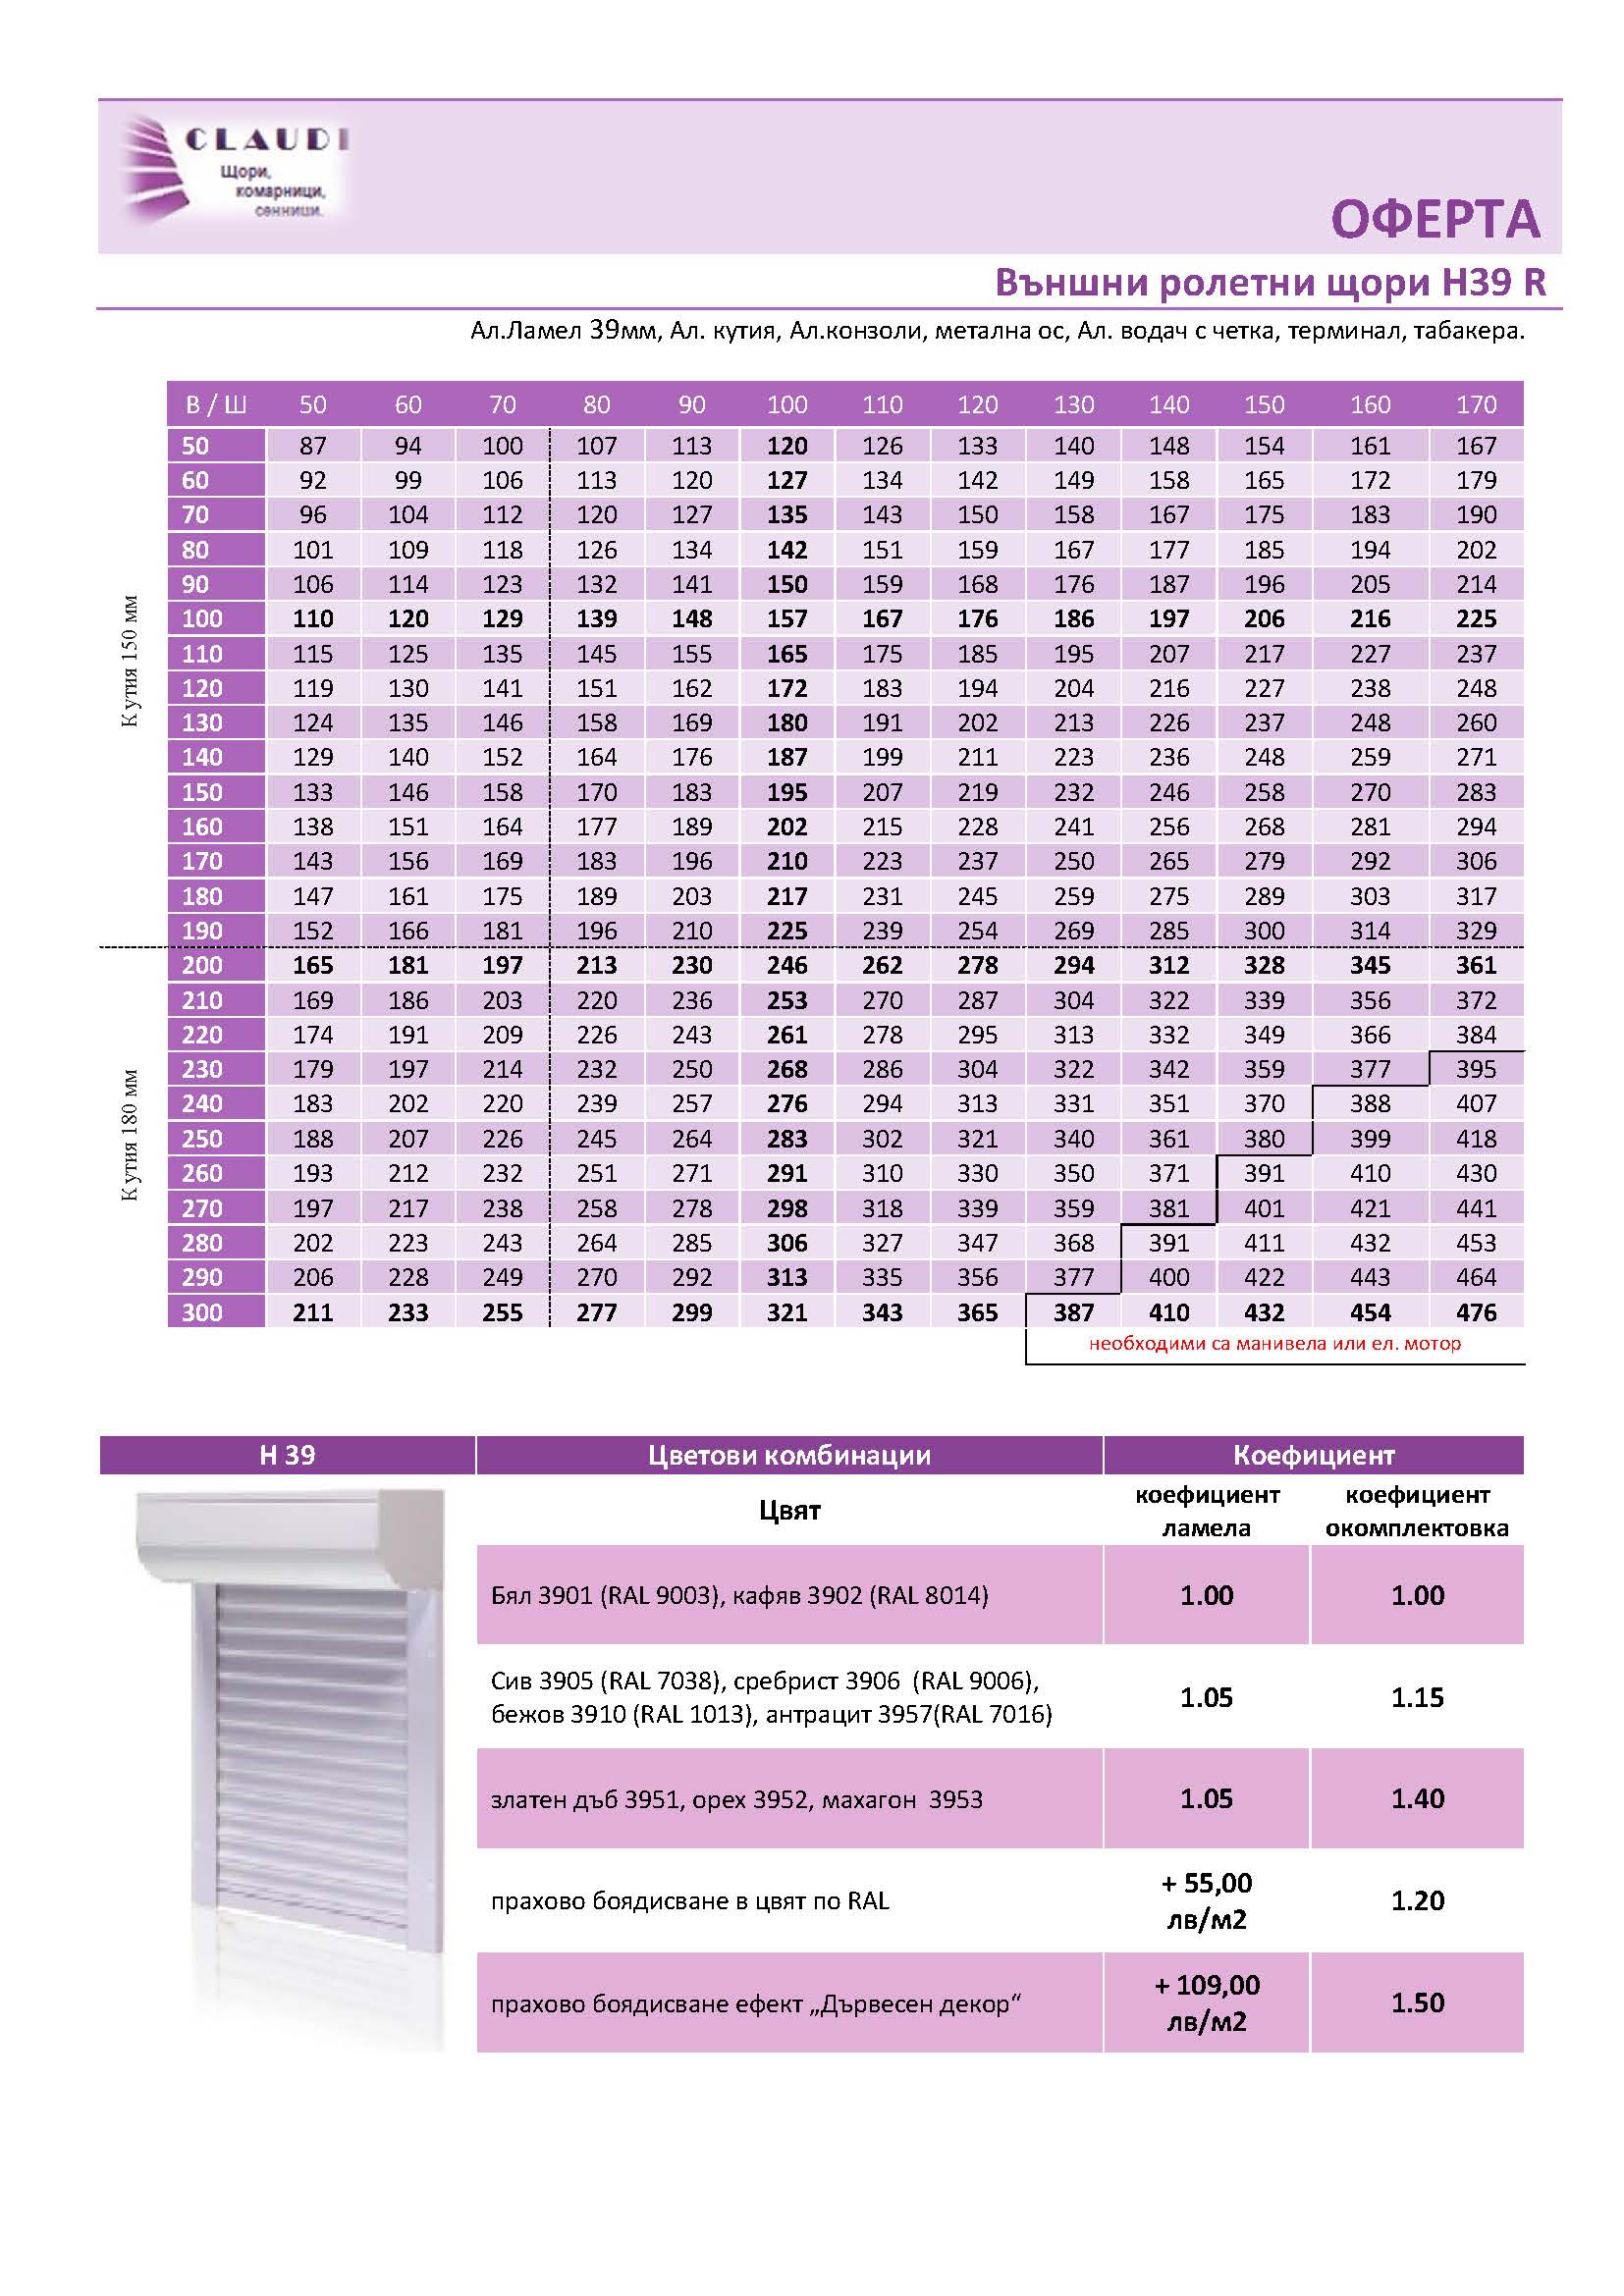 CLAUDI
Щори,
комарници,
сенници.
ОФЕРТА
Външни ролетни щори H39 R
Ал.Ламел 39мм, Ал. кутия, Ал.конзоли, метална ос, Ал. водач с четка, терминал, табакера.
В / Ш 50 60 70 80 90 100 110 120 130 140 150 160 170
50 87 94 100 107 113 120 126 133 140 148 154 161 167
60 92 99 106 113 120 127 134 142 149 158 165 172 179
70 96 104 112 120 127 135 143 150 158 167 175 183 190
80 101 109 118 126 134 142 151 159 167 177 185 194 202
90 106 114 123 132 141 150 159 168 176 187 196 205 214
100 110 120 129 139 148 157 167 176 186 197 206 216 225
110 115 125 135 145 155 165 175 185 195 207 217 227 237
120 119 130 141 151 162 172 183 194 204 216 227 238 248
130 124 135 146 158 169 180 191 202 213 226 237 248 260
140 129 140 152 164 176 187 199 211 223 236 248 259 271
150 133 146 158 170 183 195 207 219 232 246 258 270 283
160 138 151 164 177 189 202 215 228 241 256 268 281 294
170 143 156 169 183 196 210 223 237 250 265 279 292 306
180 147 161 175 189 203 217 231 245 259 275 289 303 317
190 152 166 181 196 210 225 239 254 269 285 300 314 329
Кутия 150 мм
200 165 181 197 213 230 246 262 278 294 312 328 345 361
210 169 186 203 220 236 253 270 287 304 322 339 356 372
220 174 191 209 226 243 261 278 295 313 332 349 366 384
230 179 197 214 232 250 268 286 304 322 342 359 377 395
240 183 202 220 239 257 276 294 313 331 351 370 388 407
250 188 207 226 245 264 283 302 321 340 361 380 399 418
260 193 212 232 251 271 291 310 330 350 371 391 410 430
270 197 217 238 258 278 298 318 339 359 381 401 421 441
280 202 223 243 264 285 306 327 347 368 391 411 432 453
290 206 228 249 270 292 313 335 356 377 400 422 443 464
300 211 233 255 277 299 321 343 365 387 410 432 454 476
Кутия 180 мм
необходими са манивела или ел. мотор
H 39 Цветови комбинации Коефициент
Цвят
коефициент
ламела
коефициент
окомплектовка
Бял 3901 (RAL 9003), кафяв 3902 (RAL 8014) 1.00 1.00
Сив 3905 (RAL 7038), сребрист 3906 (RAL 9006),
бежов 3910 (RAL 1013), антрацит 3957(RAL 7016)
1.05 1.15
златен дъб 3951, орех 3952, махагон 3953 1.05 1.40
прахово боядисване в цвят по RAL
+ 55,00
лв/м2
1.20
прахово боядисване ефект „Дървесен декор“
+ 109,00
лв/м2
1.50